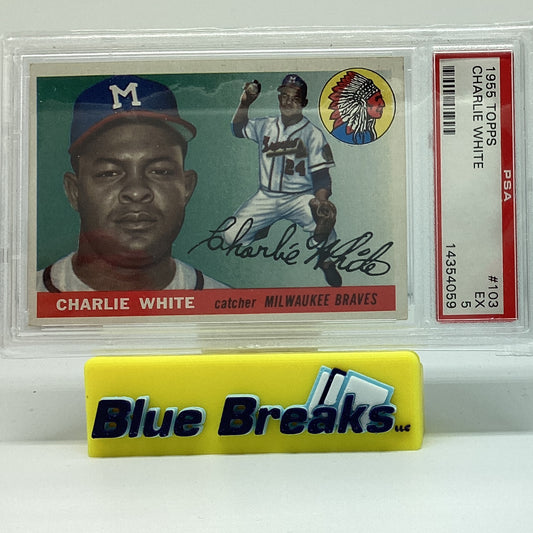 M
Braves
24
Charlie White
CHARLIE WHITE catcher MILWAUKEE BRAVES
1955 TOPPS
CHARLIE WHITE
PSA
#103
EX
5
14354059
Blue Breaks LLC